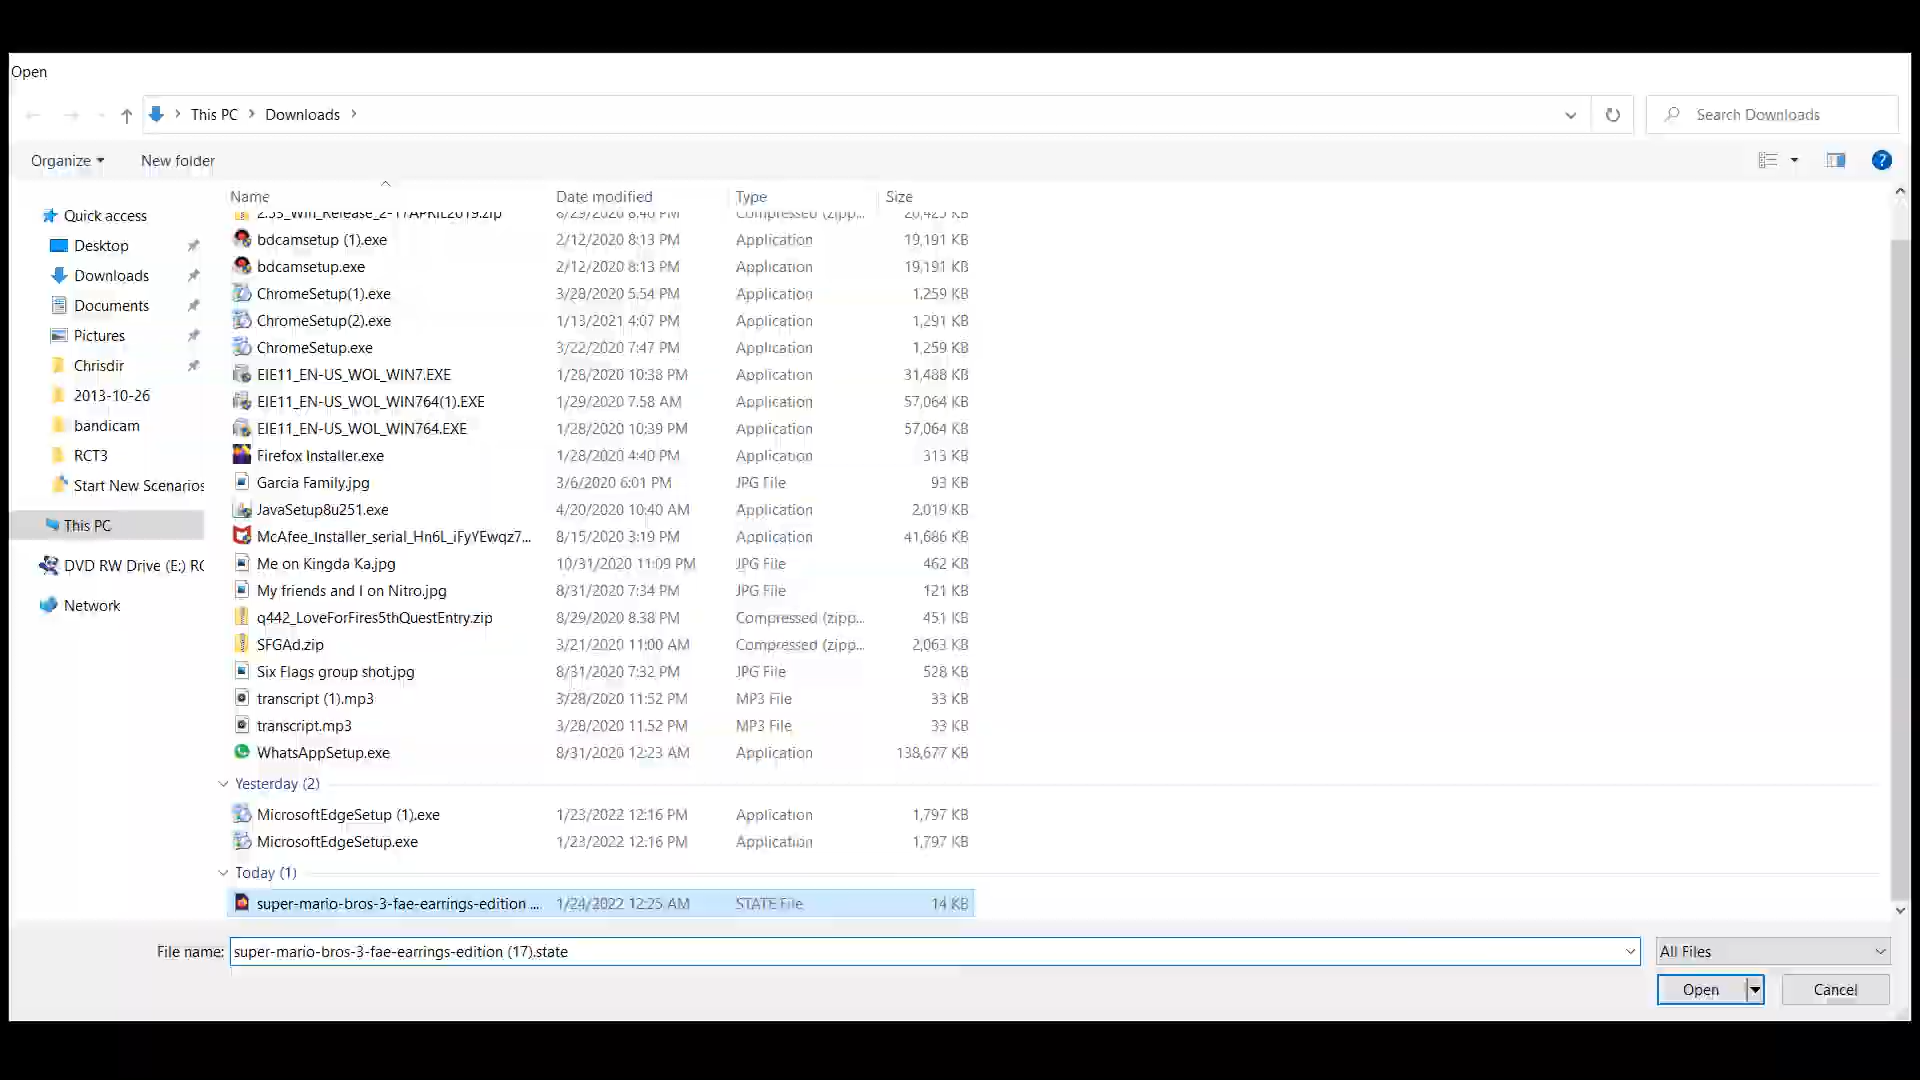 Open
This PC Downloads
Search Downloads
Organize New folder
Name Date modified Type Size
Quick access
Desktop
Downloads
Documents
Pictures
Chrisdir
2013-10-26
bandicam
RCT3
Start New Scenarios
This PC
DVD RW Drive (E:) RC
Network
2.53_Win_Release_2-17APRIL2019.zip 8/29/2020 8:40 PM Compressed (zipp... 20,425 KB
bdcamsetup (1).exe 2/12/2020 8:13 PM Application 19,191 KB
bdcamsetup.exe 2/12/2020 8:13 PM Application 19,191 KB
ChromeSetup(1).exe 3/28/2020 5:54 PM Application 1,259 KB
ChromeSetup(2).exe 1/13/2021 4:07 PM Application 1,291 KB
ChromeSetup.exe 3/22/2020 7:47 PM Application 1,259 KB
EIE11_EN-US_WOL_WIN7.EXE 1/28/2020 10:38 PM Application 31,488 KB
EIE11_EN-US_WOL_WIN764(1).EXE 1/29/2020 7:58 AM Application 57,064 KB
EIE11_EN-US_WOL_WIN764.EXE 1/28/2020 10:39 PM Application 57,064 KB
Firefox Installer.exe 1/28/2020 4:40 PM Application 313 KB
Garcia Family.jpg 3/6/2020 6:01 PM JPG File 93 KB
JavaSetup8u251.exe 4/20/2020 10:40 AM Application 2,019 KB
McAfee_Installer_serial_Hn6L_iFyYEwqz7... 8/15/2020 3:19 PM Application 41,686 KB
Me on Kingda Ka.jpg 10/31/2020 11:09 PM JPG File 462 KB
My friends and I on Nitro.jpg 8/31/2020 7:34 PM JPG File 121 KB
q442_LoveForFires5thQuestEntry.zip 8/29/2020 8:38 PM Compressed (zipp... 451 KB
SFGAd.zip 3/21/2020 11:00 AM Compressed (zipp... 2,063 KB
Six Flags group shot.jpg 8/31/2020 7:32 PM JPG File 528 KB
transcript (1).mp3 3/28/2020 11:52 PM MP3 File 33 KB
transcript.mp3 3/28/2020 11:52 PM MP3 File 33 KB
WhatsAppSetup.exe 8/31/2020 12:23 AM Application 138,677 KB
Yesterday (2)
MicrosoftEdgeSetup (1).exe 1/23/2022 12:16 PM Application 1,797 KB
MicrosoftEdgeSetup.exe 1/23/2022 12:16 PM Application 1,797 KB
Today (1)
super-mario-bros-3-fae-earrings-edition ... 1/24/2022 12:25 AM STATE File 14 KB
File name: super-mario-bros-3-fae-earrings-edition (17).state All Files
Open Cancel